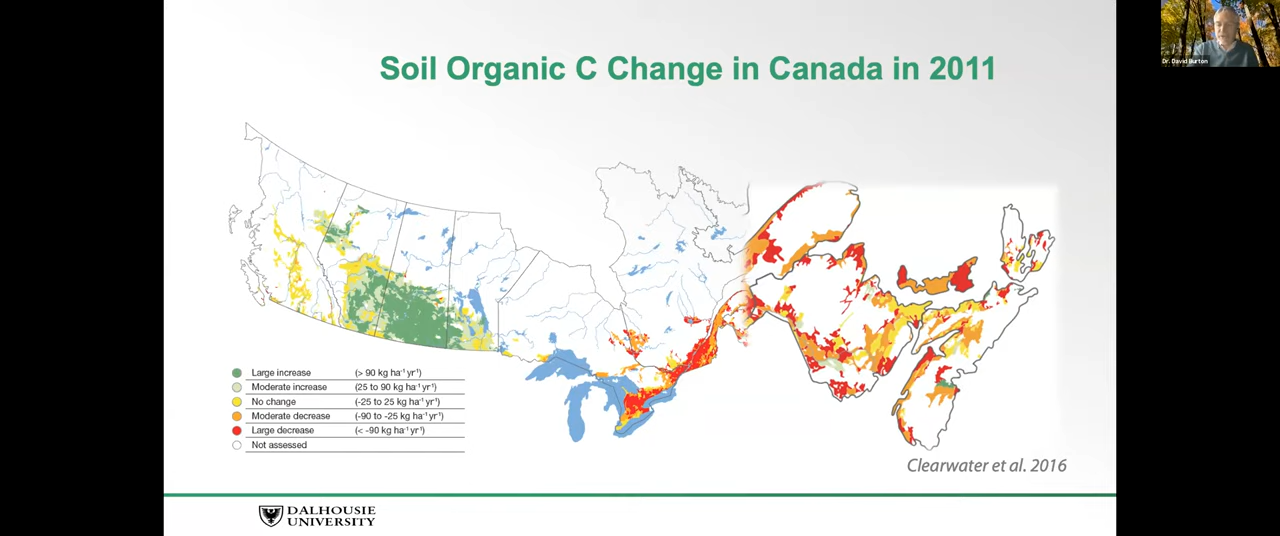 Soil Organic C Change in Canada in 2011
Dr. David Burton
Large increase (> 90 kg ha⁻¹ yr⁻¹)
Moderate increase (25 to 90 kg ha⁻¹ yr⁻¹)
No change (-25 to 25 kg ha⁻¹ yr⁻¹)
Moderate decrease (-90 to -25 kg ha⁻¹ yr⁻¹)
Large decrease (< -90 kg ha⁻¹ yr⁻¹)
Not assessed
Clearwater et al. 2016
DALHOUSIE
UNIVERSITY